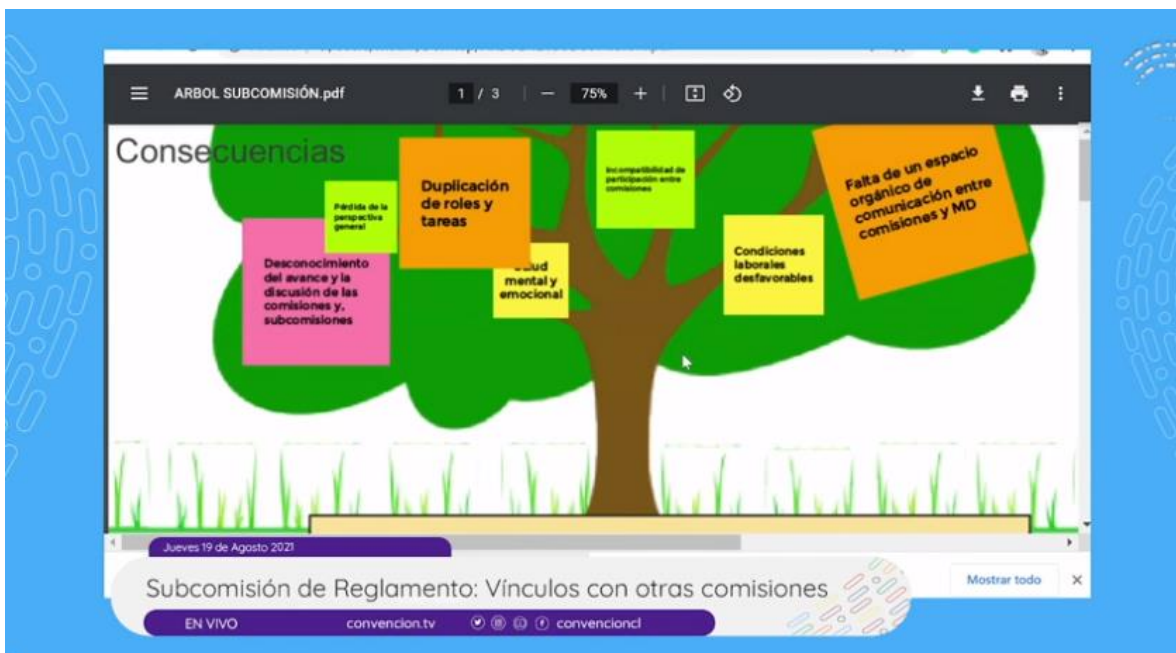 ARBOL SUBCOMISIÓN.pdf
1 / 3
75%
Consecuencias
Pérdida de la
perspectiva
general
Duplicación
de roles y
tareas
Incompatibilidad de
participación entre
comisiones
Falta de un espacio
orgánico de
comunicación entre
comisiones y MD
Desconocimiento
del avance y la
discusión de las
comisiones y,
subcomisiones
mental y
emocional
Condiciones
laborales
desfavorables
Jueves 19 de Agosto 2021
Subcomisión de Reglamento: Vínculos con otras comisiones
Mostrar todo
EN VIVO
convencion.tv
convencioncl